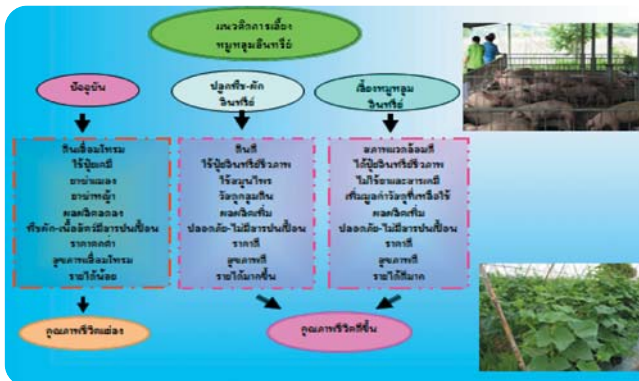 แนวคิดการเลี้ยง
หมูหลุมอินทรีย์
ปัจจุบัน
ปลูกพืช-ผัก
อินทรีย์
เลี้ยงหมูหลุม
อินทรีย์
ดินเสื่อมโทรม
ใช้ปุ๋ยเคมี
ยาฆ่าแมลง
ยาฆ่าหญ้า
ผลผลิตลดลง
พืชผัก-เนื้อสัตว์มีสารปนเปื้อน
ราคาตกต่ำ
สุขภาพเสื่อมโทรม
รายได้น้อย
ดินดี
ใช้ปุ๋ยอินทรีย์ชีวภาพ
ใช้สมุนไพร
วัสดุคลุมดิน
ผลผลิตเพิ่ม
ปลอดภัย-ไม่มีสารปนเปื้อน
ราคาดี
สุขภาพดี
รายได้มากขึ้น
สภาพแวดล้อมดี
ได้ปุ๋ยอินทรีย์ชีวภาพ
ไม่ใช้ยาและสารเคมี
เพิ่มมูลค่าวัสดุที่เหลือใช้
ผลผลิตเพิ่ม
ปลอดภัย-ไม่มีสารปนเปื้อน
ราคาดี
สุขภาพดี
รายได้ดีมาก
คุณภาพชีวิตแย่ลง
คุณภาพชีวิตดีขึ้น